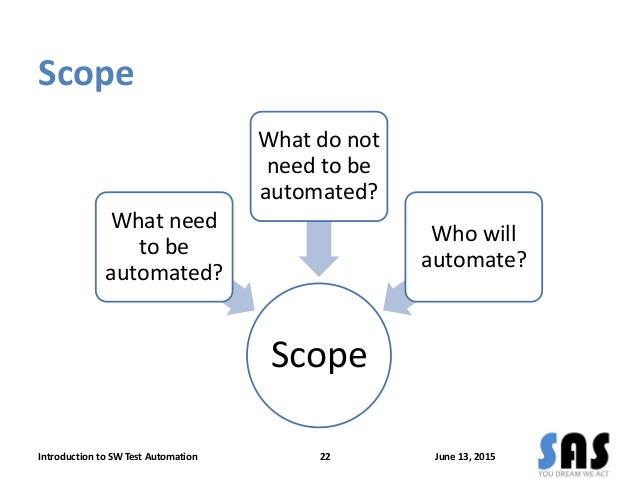 Scope
What do not
need to be
automated?
What need
to be
automated?
Who will
automate?
Scope
Introduction to SW Test Automation
22
June 13, 2015
SAS
YOU DREAM WE ACT